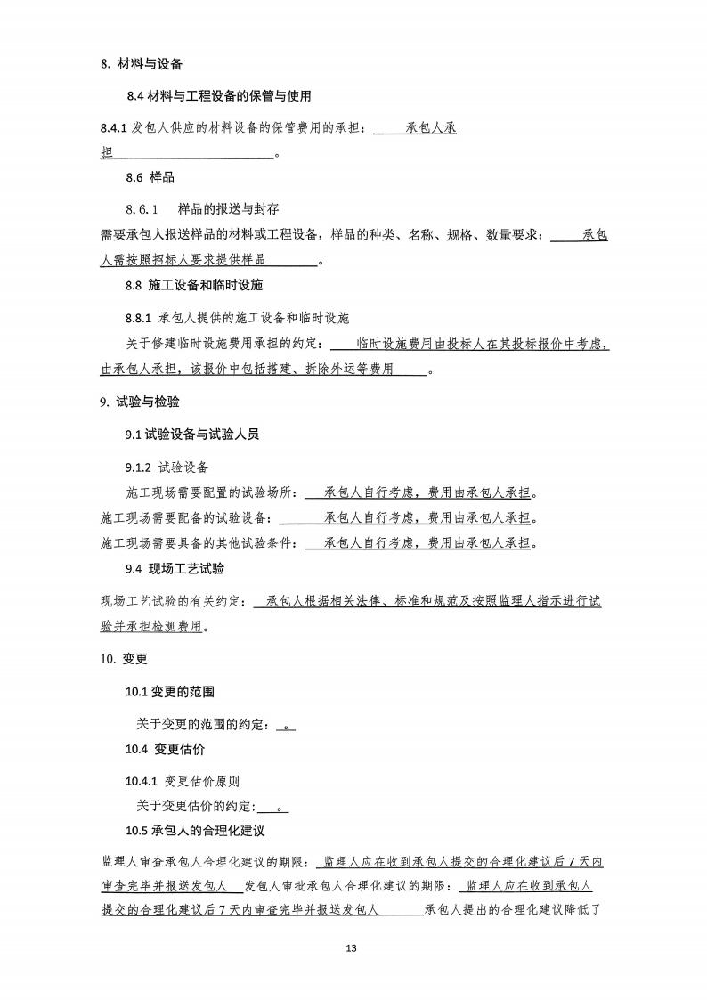 8. 材料与设备
8.4 材料与工程设备的保管与使用
8.4.1 发包人供应的材料设备的保管费用的承担： 承包人承
担 。
8.6 样品
8.6.1 样品的报送与封存
需要承包人报送样品的材料或工程设备，样品的种类、名称、规格、数量要求： 承包
人需按照招标人要求提供样品 。
8.8 施工设备和临时设施
8.8.1 承包人提供的施工设备和临时设施
关于修建临时设施费用承担的约定： 临时设施费用由投标人在其投标报价中考虑，
由承包人承担，该报价中包括搭建、拆除外运等费用 。
9. 试验与检验
9.1 试验设备与试验人员
9.1.2 试验设备
施工现场需要配置的试验场所： 承包人自行考虑，费用由承包人承担。
施工现场需要配备的试验设备： 承包人自行考虑，费用由承包人承担。
施工现场需要具备的其他试验条件： 承包人自行考虑，费用由承包人承担。
9.4 现场工艺试验
现场工艺试验的有关约定： 承包人根据相关法律、标准和规范及按照监理人指示进行试
验并承担检测费用。
10. 变更
10.1 变更的范围
关于变更的范围的约定： 。
10.4 变更估价
10.4.1 变更估价原则
关于变更估价的约定: 。
10.5 承包人的合理化建议
监理人审查承包人合理化建议的期限： 监理人应在收到承包人提交的合理化建议后 7 天内
审查完毕并报送发包人 发包人审批承包人合理化建议的期限： 监理人应在收到承包人
提交的合理化建议后 7 天内审查完毕并报送发包人 承包人提出的合理化建议降低了
13